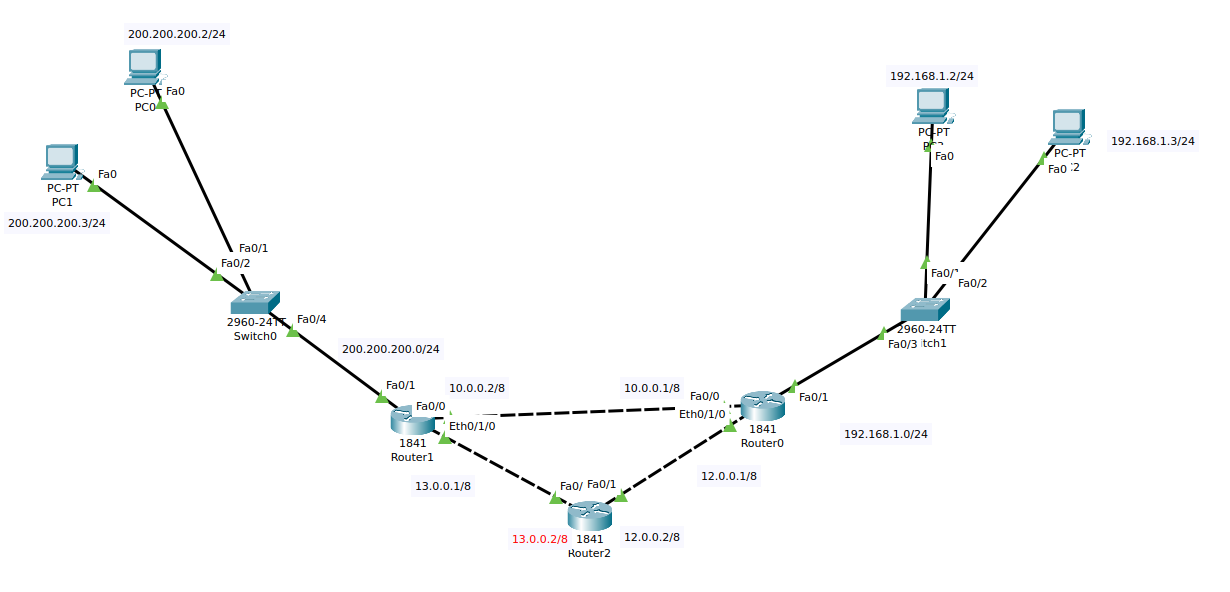 200.200.200.2/24
PC-PT
PC0
Fa0
PC-PT
PC1
Fa0
200.200.200.3/24
Fa0/1
Fa0/2
2960-24TT
Switch0
Fa0/4
200.200.200.0/24
Fa0/1
Fa0/0
10.0.0.2/8
Eth0/1/0
1841
Router1
13.0.0.1/8
10.0.0.1/8
Fa0/0
Eth0/1/0
1841
Router0
Fa0/1
12.0.0.1/8
Fa0/
Fa0/1
13.0.0.2/8
1841
Router2
12.0.0.2/8
192.168.1.2/24
PC-PT
Fa0
PC-PT
Fa0
192.168.1.3/24
Fa0/2
2960-24TT
Fa0/3
192.168.1.0/24